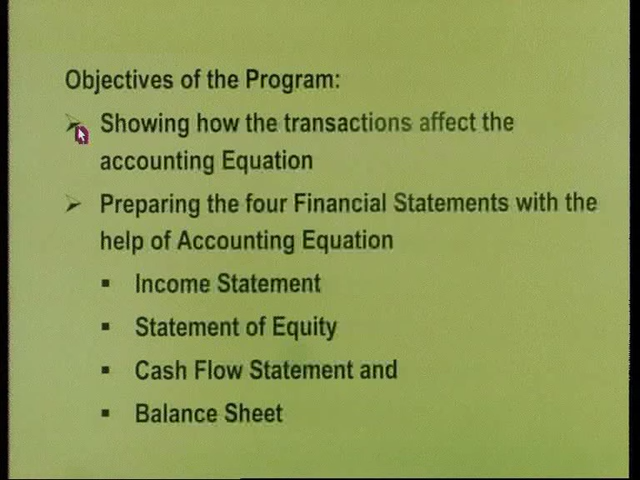 Objectives of the Program:
Showing how the transactions affect the
accounting Equation
Preparing the four Financial Statements with the
help of Accounting Equation
Income Statement
Statement of Equity
Cash Flow Statement and
Balance Sheet